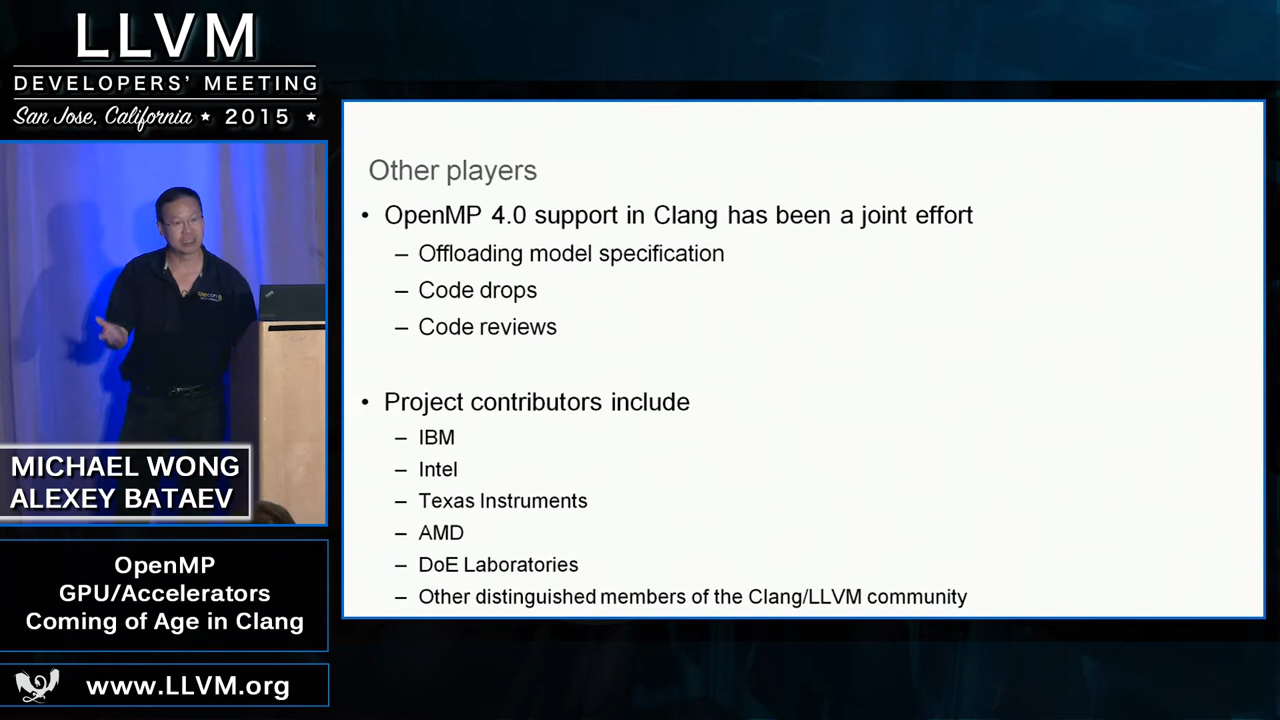 LLVM
DEVELOPERS' MEETING
San Jose, California ★ 2015 ★
MICHAEL WONG
ALEXEY BATAEV
OpenMP
GPU/Accelerators
Coming of Age in Clang
www.LLVM.org
Other players
• OpenMP 4.0 support in Clang has been a joint effort
– Offloading model specification
– Code drops
– Code reviews
• Project contributors include
– IBM
– Intel
– Texas Instruments
– AMD
– DoE Laboratories
– Other distinguished members of the Clang/LLVM community